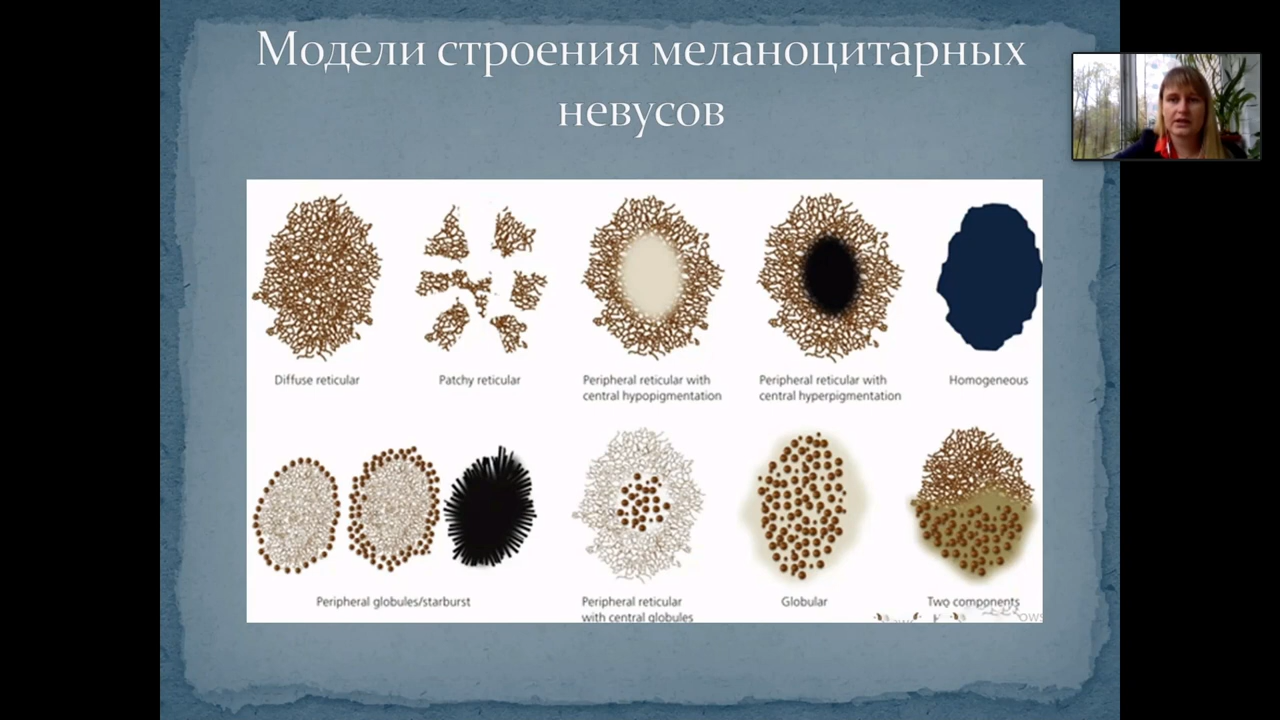 Модели строения меланоцитарных
невусов
Diffuse reticular
Patchy reticular
Peripheral reticular with
central hypopigmentation
Peripheral reticular with
central hyperpigmentation
Homogeneous
Peripheral globules/starburst
Peripheral reticular
with central globules
Globular
Two components